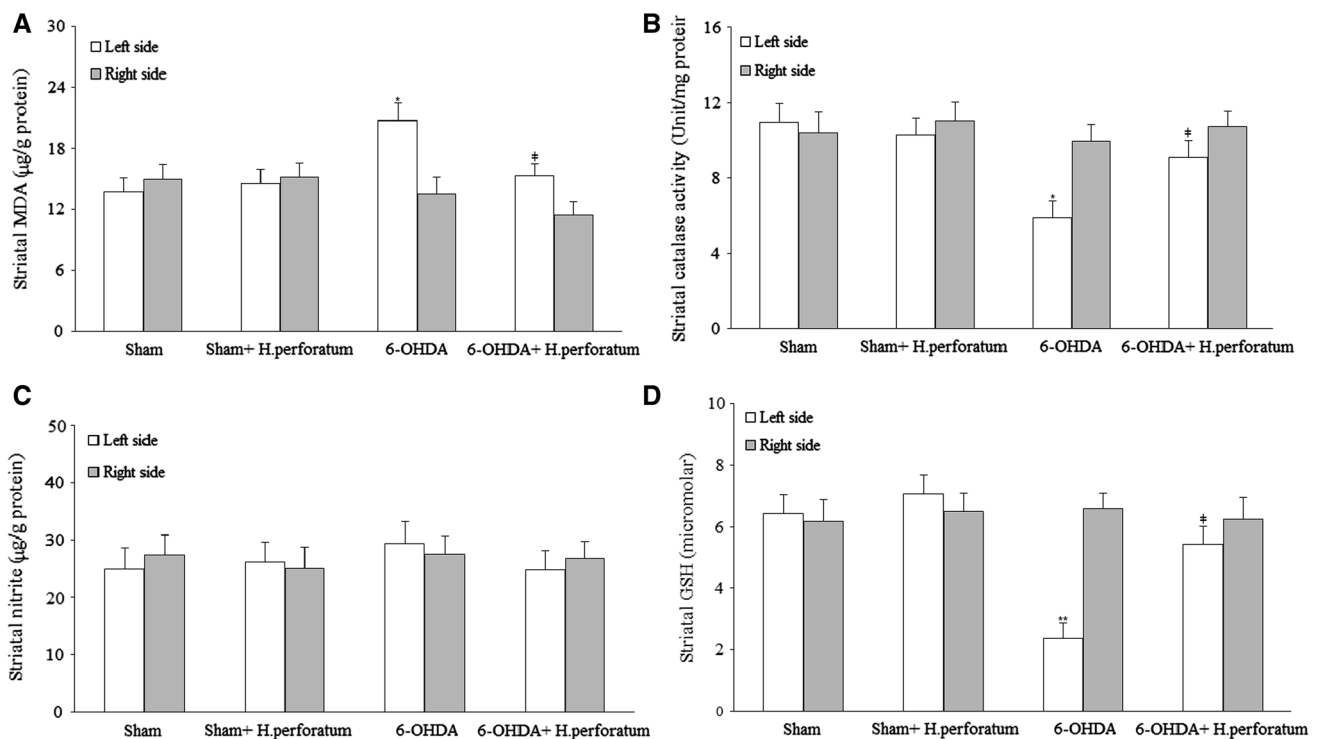 A
Striatal MDA (µg/g protein)
30
24
18
12
6
0
Left side
Right side
*
ǂ
Sham
Sham+ H.perforatum
6-OHDA
6-OHDA+ H.perforatum
B
Striatal catalase activity (Unit/mg protein
16
12
8
4
0
Left side
Right side
*
ǂ
Sham
Sham+ H.perforatum
6-OHDA
6-OHDA+ H.perforatum
C
Striatal nitrite (µg/g protein)
50
40
30
20
10
0
Left side
Right side
Sham
Sham+ H.perforatum
6-OHDA
6-OHDA+ H.perforatum
D
Striatal GSH (micromolar)
10
8
6
4
2
0
Left side
Right side
**
ǂ
Sham
Sham+ H.perforatum
6-OHDA
6-OHDA+ H.perforatum